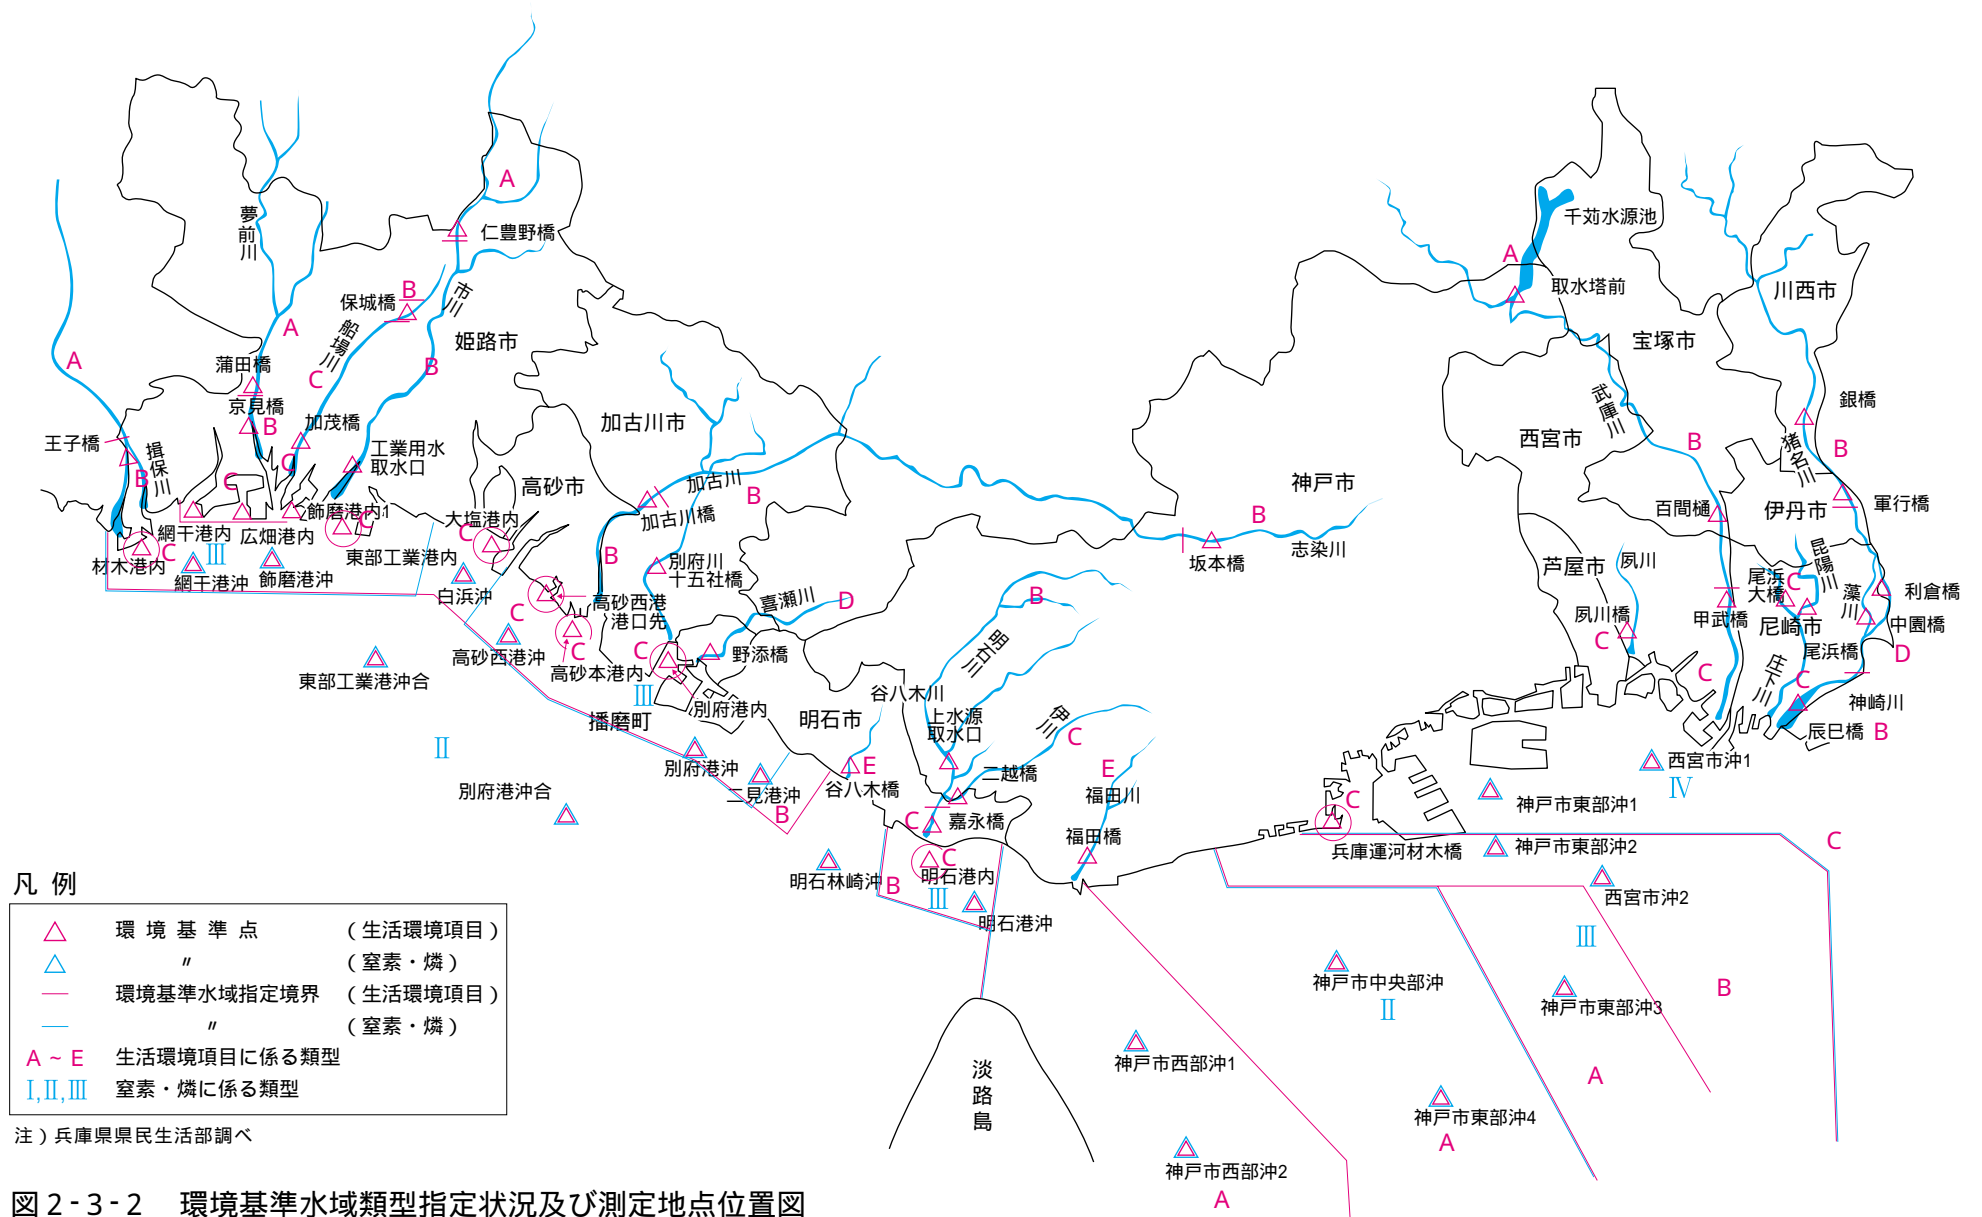 A
夢前川
仁豊野橋
千苅水源池
A
取水塔前
川西市
保城橋
B
市川
船場川
姫路市
A
A
B
宝塚市
蒲田橋
C
京見橋
B
加茂橋
加古川市
武庫川
銀橋
西宮市
B
猪名川
B
王子橋
揖保川
B
C
C
工業用水
取水口
高砂市
加古川
B
加古川橋
神戸市
B
坂本橋
志染川
百間樋
伊丹市
軍行橋
網干港内
広畑港内
飾磨港内1
C
大塩港内
C
材木港内
C
Ⅲ
網干港沖
飾磨港沖
東部工業港内
白浜沖
B
別府川
十五社橋
喜瀬川
D
B
芦屋市
夙川
夙川橋
C
尾浜
大橋
C
昆陽川
藻川
利倉橋
甲武橋
尼崎市
中園橋
高砂西港
港口先
C
C
高砂西港沖
高砂本港内
C
野添橋
明石川
尾浜橋
D
C
庄下川
C
東部工業港沖合
Ⅲ
別府港内
播磨町
明石市
谷八木川
上水源
取水口
伊川
C
神崎川
辰巳橋
B
Ⅱ
別府港沖
二見港沖
E
谷八木橋
二越橋
E
福田川
西宮市沖1
Ⅳ
別府港沖合
B
C
嘉永橋
福田橋
C
神戸市東部沖1
兵庫運河材木橋
神戸市東部沖2
C
明石林崎沖
B
C
明石港内
Ⅲ
明石港沖
西宮市沖2
Ⅲ
神戸市中央部沖
Ⅱ
神戸市東部沖3
B
神戸市西部沖1
A
淡路島
神戸市東部沖4
A
神戸市西部沖2
A
凡 例
環 境 基 準 点 (生活環境項目)
〃 (窒素・燐)
環境基準水域指定境界 (生活環境項目)
〃 (窒素・燐)
A ~ E 生活環境項目に係る類型
Ⅰ,Ⅱ,Ⅲ 窒素・燐に係る類型
注)兵庫県県民生活部調べ
図2-3-2 環境基準水域類型指定状況及び測定地点位置図